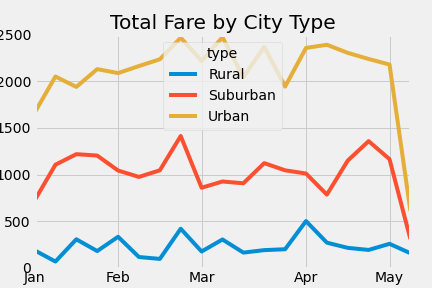 Total Fare by City Type
2500
2000
1500
1000
500
0
type
Rural
Suburban
Urban
Jan Feb Mar Apr May